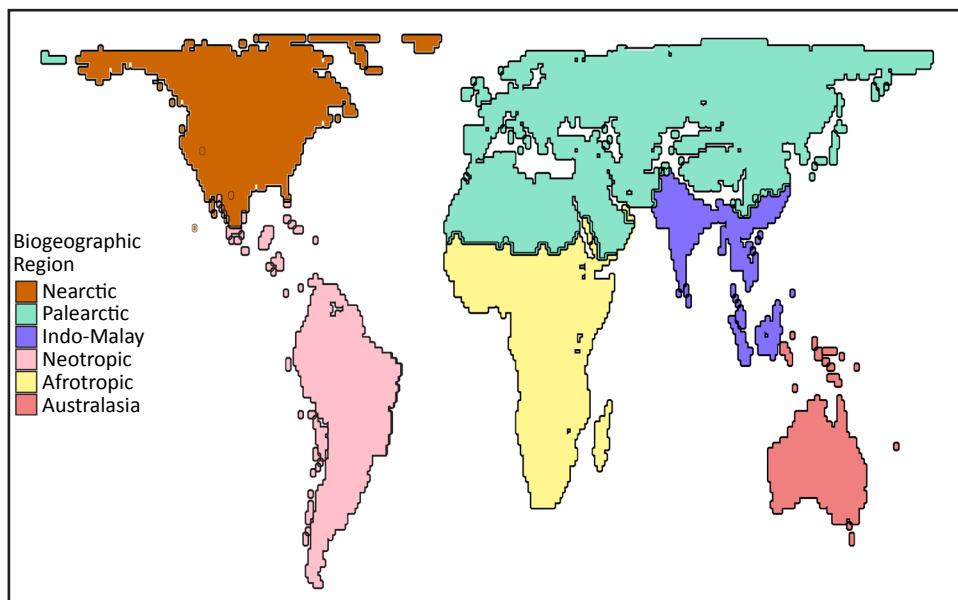 Biogeographic
Region
Nearctic
Palearctic
Indo-Malay
Neotropic
Afrotropic
Australasia